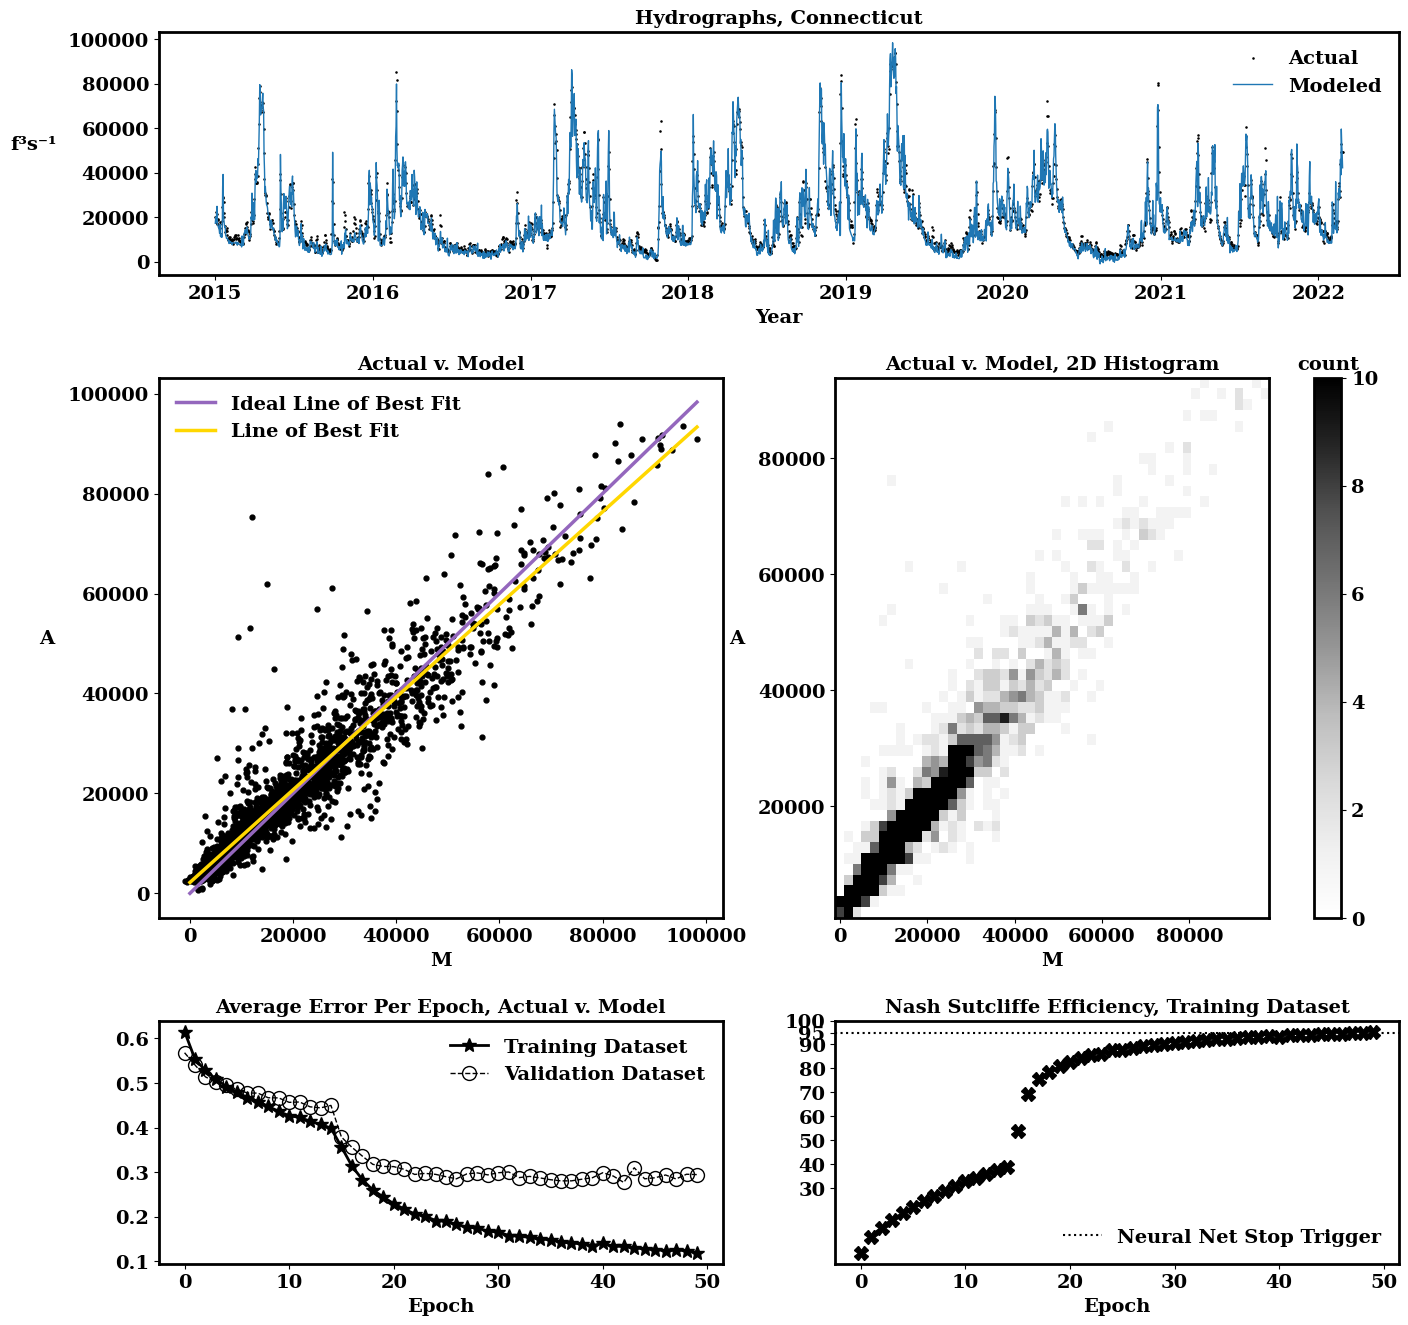 Hydrographs, Connecticut
100000
80000
60000
40000
20000
0
f³s⁻¹
Actual
Modeled
2015 2016 2017 2018 2019 2020 2021 2022
Year
Actual v. Model
100000
80000
60000
40000
20000
0
A
Ideal Line of Best Fit
Line of Best Fit
0 20000 40000 60000 80000 100000
M
Actual v. Model, 2D Histogram
80000
60000
40000
20000
A
0 20000 40000 60000 80000
M
count
10
8
6
4
2
0
Average Error Per Epoch, Actual v. Model
0.6
0.5
0.4
0.3
0.2
0.1
Training Dataset
Validation Dataset
0 10 20 30 40 50
Epoch
Nash Sutcliffe Efficiency, Training Dataset
100
95
90
80
70
60
50
40
30
Neural Net Stop Trigger
0 10 20 30 40 50
Epoch